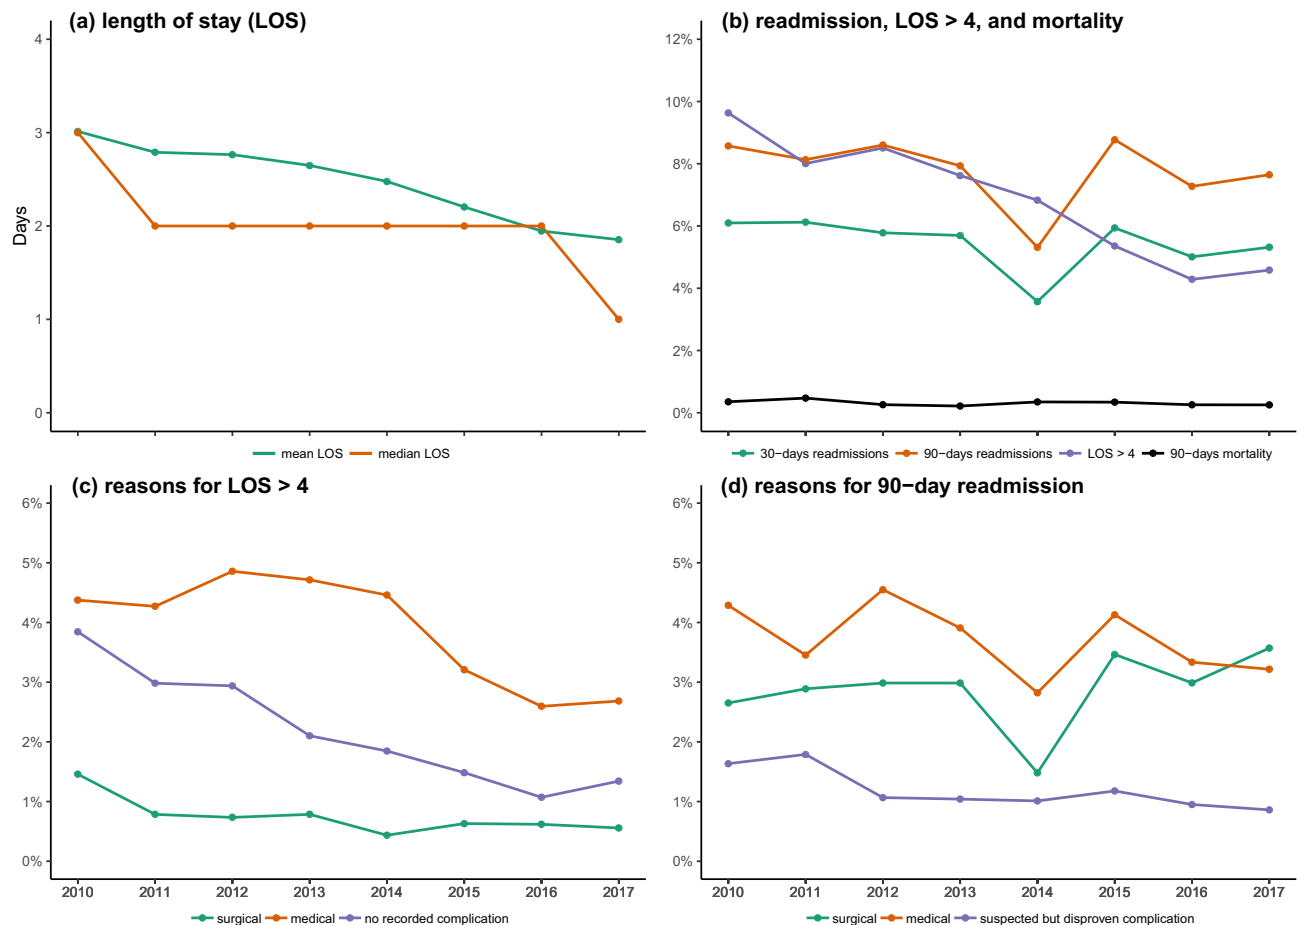 (a) length of stay (LOS)
4
3
2
1
0
Days
mean LOS median LOS
(b) readmission, LOS > 4, and mortality
12%
10%
8%
6%
4%
2%
0%
30−days readmissions 90−days readmissions LOS > 4 90−days mortality
(c) reasons for LOS > 4
6%
5%
4%
3%
2%
1%
0%
2010 2011 2012 2013 2014 2015 2016 2017
surgical medical no recorded complication
(d) reasons for 90−day readmission
6%
5%
4%
3%
2%
1%
0%
2010 2011 2012 2013 2014 2015 2016 2017
surgical medical suspected but disproven complication